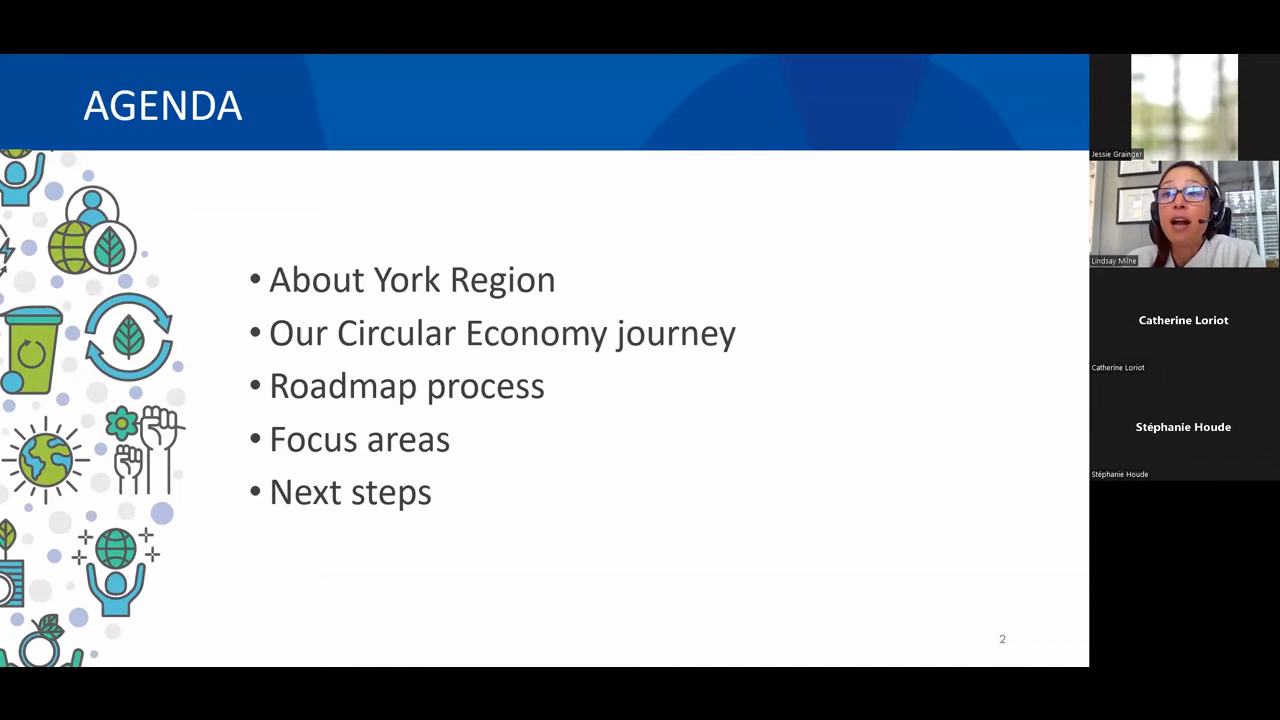 AGENDA
• About York Region
• Our Circular Economy journey
• Roadmap process
• Focus areas
• Next steps
2
Jessie Grainger
Lindsay Milne
Catherine Loriot
Catherine Loriot
Stéphanie Houde
Stéphanie Houde